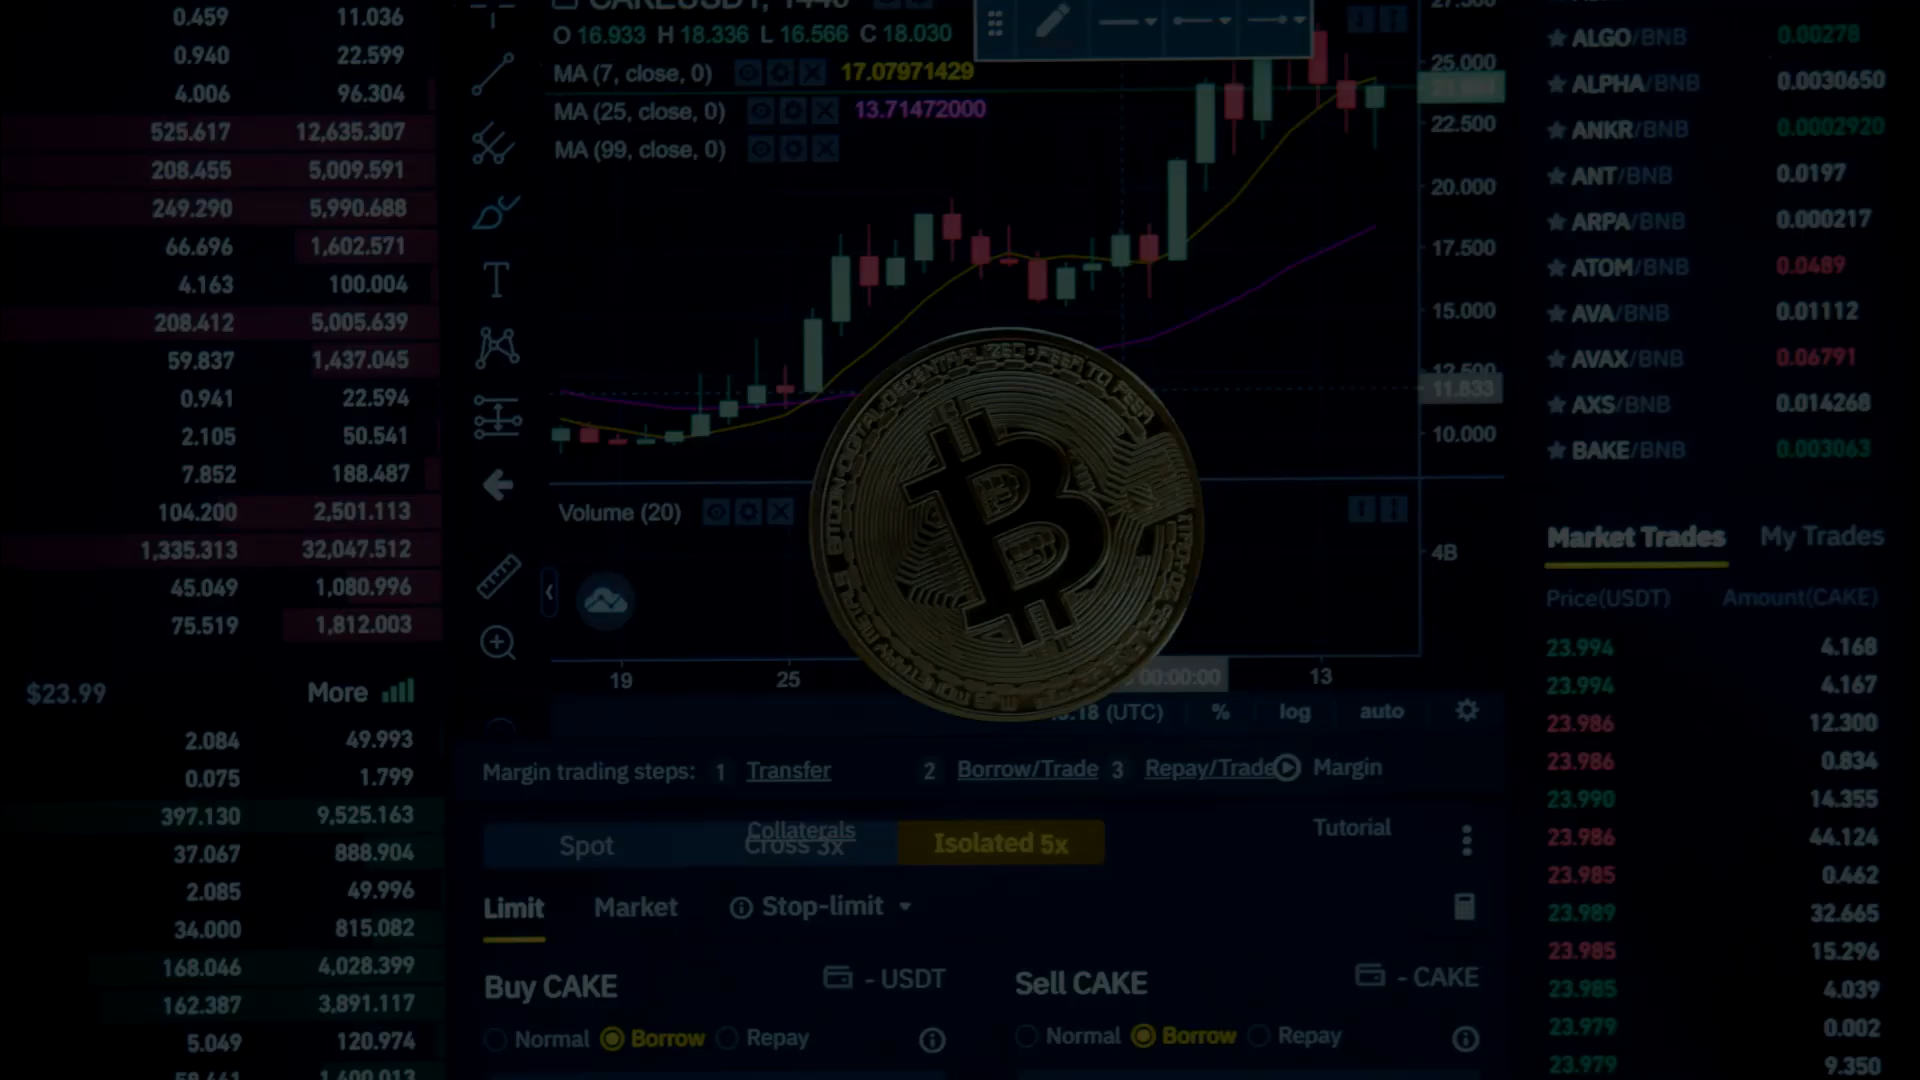 0.459 11.036
0.940 22.599
4.006 96.304
525.617 12,635.307
208.455 5,009.591
249.290 5,990.688
66.696 1,602.571
4.163 100.004
208.412 5,005.639
59.837 1,437.045
0.941 22.594
2.105 50.541
7.852 188.487
104.200 2,501.113
1,335.313 32,047.512
45.049 1,080.996
75.519 1,812.003
$23.99 More
2.084 49.993
0.075 1.799
397.130 9,525.163
37.067 888.904
2.085 49.996
34.000 815.082
168.046 4,028.399
162.387 3,891.117
5.049 120.974
O 16.933 H 18.336 L 16.566 C 18.030
MA (7, close, 0) 17.07971429
MA (25, close, 0) 13.71472000
MA (99, close, 0)
25.000
22.500
20.000
17.500
15.000
12.500
11.833
10.000
Volume (20)
4B
19 25 00:00:00 13
(UTC) % log auto
Margin trading steps: 1 Transfer 2 Borrow/Trade 3 Repay/Trade Margin
Collaterals Tutorial
Spot Cross 3x Isolated 5x
Limit Market Stop-limit
Buy CAKE - USDT Sell CAKE - CAKE
Normal Borrow Repay Normal Borrow Repay
ALGO/BNB 0.00278
ALPHA/BNB 0.0030650
ANKR/BNB 0.0002920
ANT/BNB 0.0197
ARPA/BNB 0.000217
ATOM/BNB 0.0489
AVA/BNB 0.01112
AVAX/BNB 0.06791
AXS/BNB 0.014268
BAKE/BNB 0.003063
Market Trades My Trades
Price(USDT) Amount(CAKE)
23.994 4.168
23.994 4.167
23.986 12.300
23.986 0.834
23.990 14.355
23.986 44.124
23.985 0.462
23.989 32.665
23.985 15.296
23.985 4.039
23.979 0.002
23.979 9.350